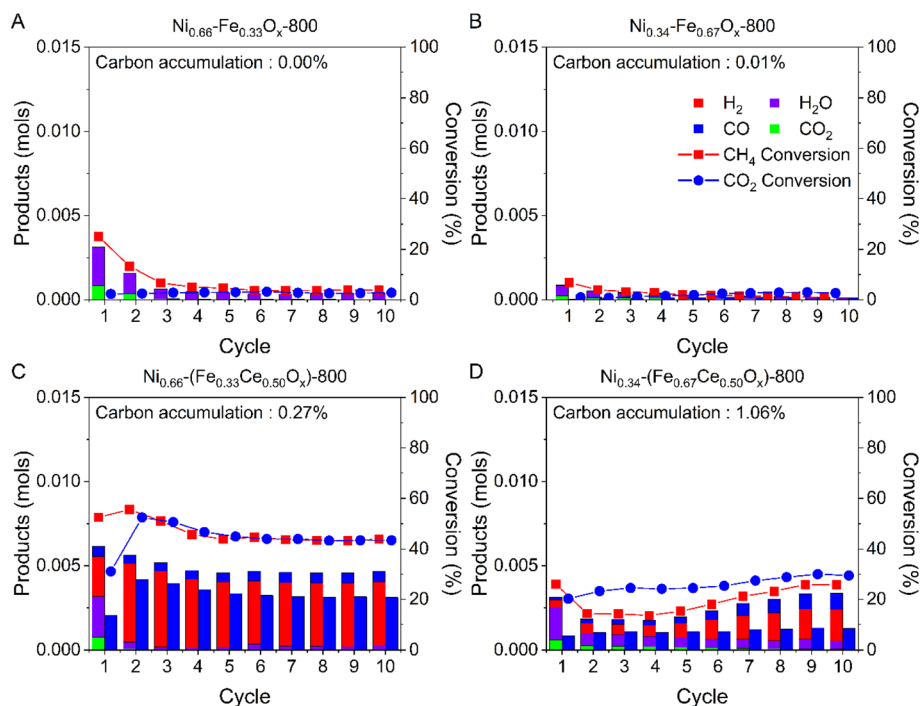 A
Ni0.66-Fe0.33Ox-800
Carbon accumulation : 0.00%
Products (mols)
0.015
0.010
0.005
0.000
100
80
60
40
20
0
Conversion (%)
1 2 3 4 5 6 7 8 9 10
Cycle
B
Ni0.34-Fe0.67Ox-800
Carbon accumulation : 0.01%
H2
H2O
CO
CO2
CH4 Conversion
CO2 Conversion
Products (mols)
0.015
0.010
0.005
0.000
100
80
60
40
20
0
Conversion (%)
1 2 3 4 5 6 7 8 9 10
Cycle
C
Ni0.66-(Fe0.33Ce0.50Ox)-800
Carbon accumulation : 0.27%
Products (mols)
0.015
0.010
0.005
0.000
100
80
60
40
20
0
Conversion (%)
1 2 3 4 5 6 7 8 9 10
Cycle
D
Ni0.34-(Fe0.67Ce0.50Ox)-800
Carbon accumulation : 1.06%
Products (mols)
0.015
0.010
0.005
0.000
100
80
60
40
20
0
Conversion (%)
1 2 3 4 5 6 7 8 9 10
Cycle